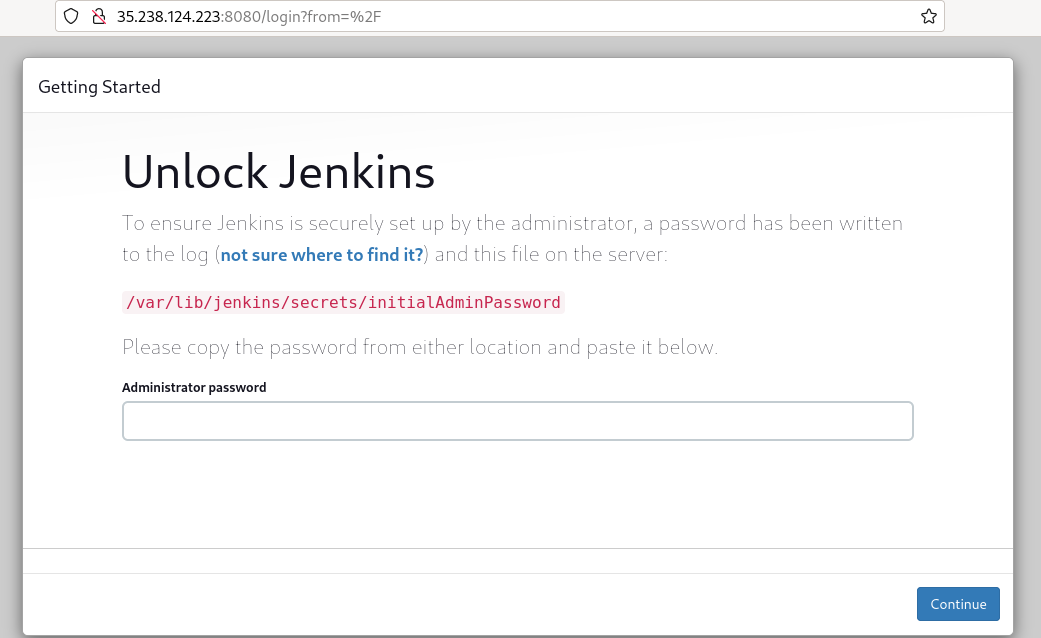 35.238.124.223:8080/login?from=%2F
Getting Started
Unlock Jenkins
To ensure Jenkins is securely set up by the administrator, a password has been written
to the log (not sure where to find it?) and this file on the server:
/var/lib/jenkins/secrets/initialAdminPassword
Please copy the password from either location and paste it below.
Administrator password
Continue